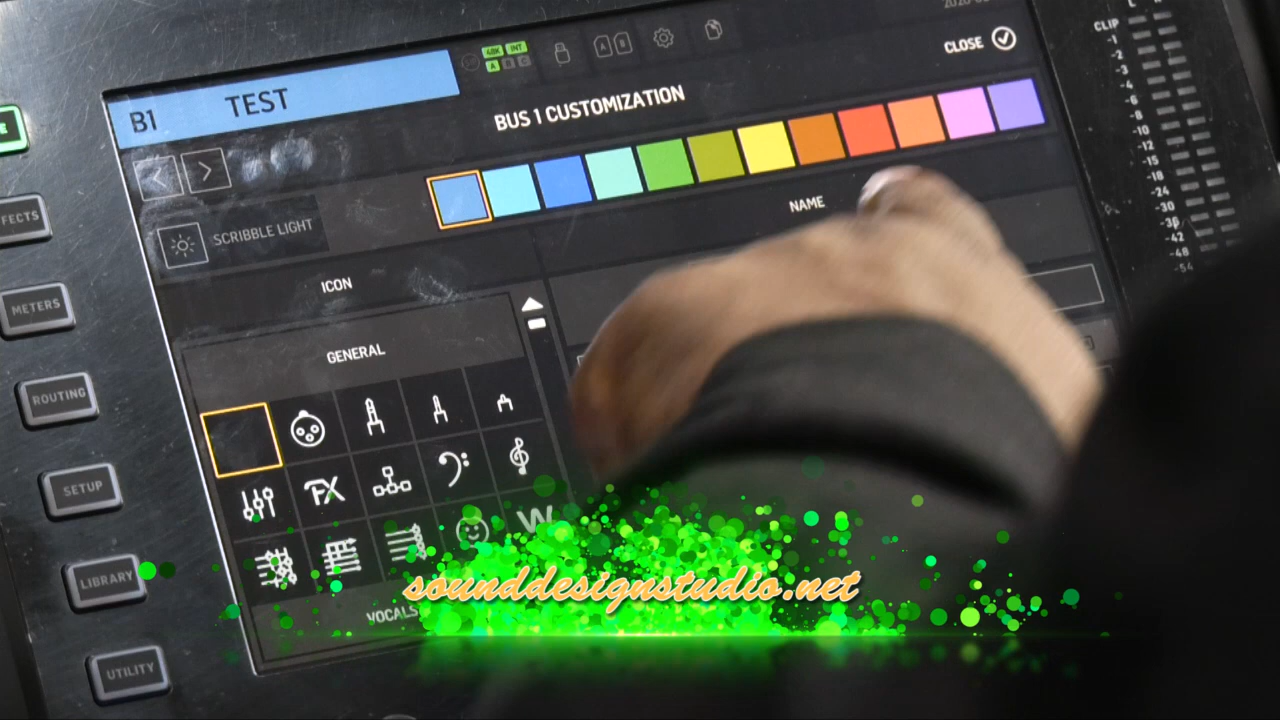 B1 TEST
48K INT
A B C
A B
CLOSE
BUS 1 CUSTOMIZATION
SCRIBBLE LIGHT
NAME
ICON
GENERAL
FX
W
VOCALS
METERS
ROUTING
SETUP
LIBRARY
UTILITY
CLIP
-1
-2
-3
-4
-6
-8
-10
-12
-15
-18
-24
-30
-36
-42
-48
-54
sounddesignstudio.net